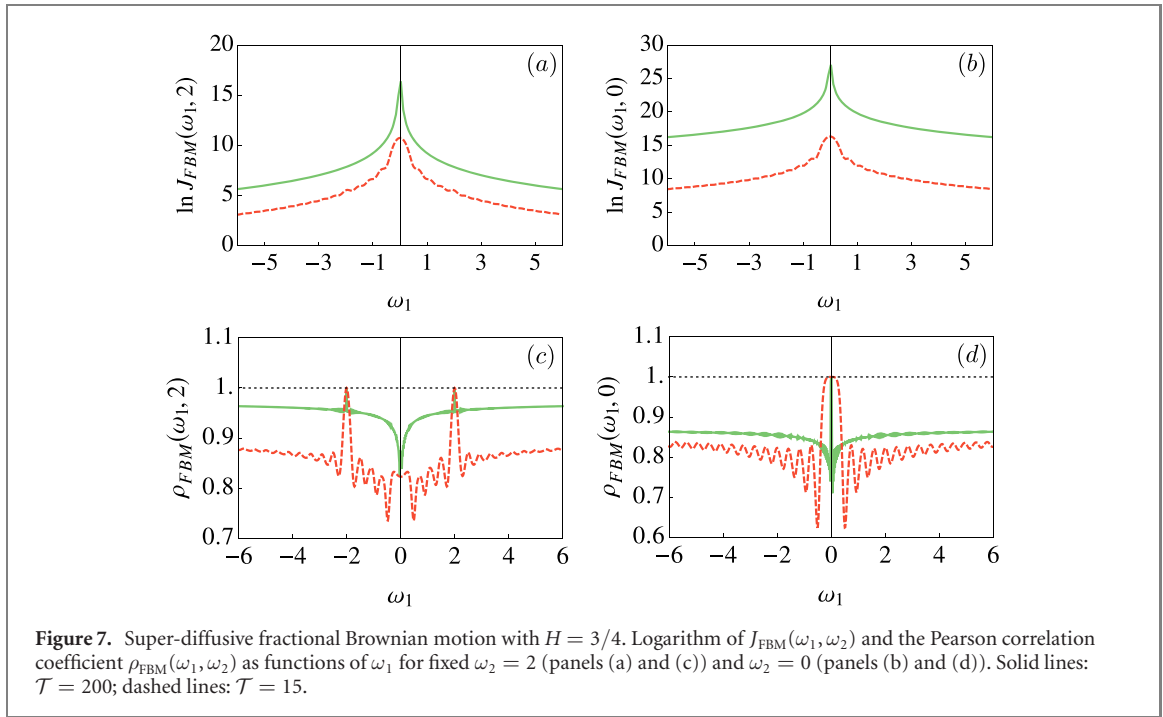 20
15
10
5
0
ln J_FBM(ω₁, 2)
(a)
−5 −3 −1 1 3 5
ω₁
30
25
20
15
10
5
0
ln J_FBM(ω₁, 0)
(b)
−5 −3 −1 1 3 5
ω₁
1.1
1.
0.9
0.8
0.7
ρ_FBM(ω₁, 2)
(c)
−6 −4 −2 0 2 4 6
ω₁
1.1
1.
0.9
0.8
0.7
0.6
ρ_FBM(ω₁, 0)
(d)
−6 −4 −2 0 2 4 6
ω₁
Figure 7. Super-diffusive fractional Brownian motion with H = 3/4. Logarithm of J_FBM(ω₁, ω₂) and the Pearson correlation
coefficient ρ_FBM(ω₁, ω₂) as functions of ω₁ for fixed ω₂ = 2 (panels (a) and (c)) and ω₂ = 0 (panels (b) and (d)). Solid lines:
𝒯 = 200; dashed lines: 𝒯 = 15.